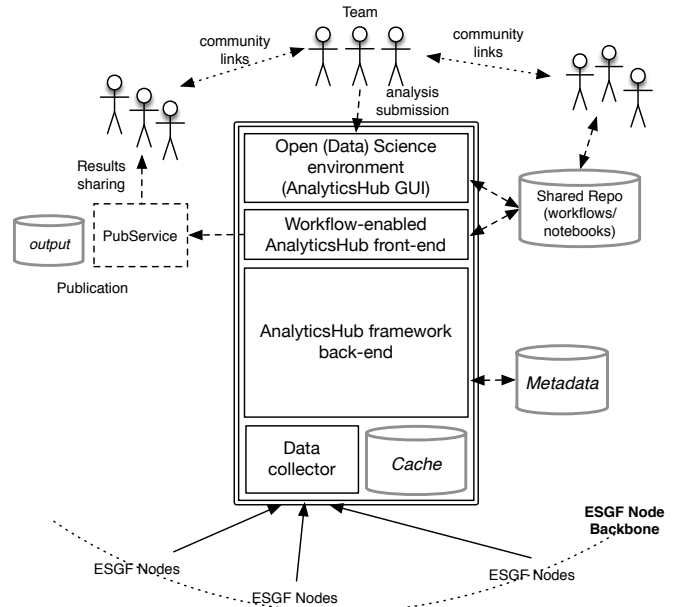 Team
community
links
community
links
analysis
submission
Open (Data) Science
environment
(AnalyticsHub GUI)
Results
sharing
Shared Repo
(workflows/
notebooks)
Workflow-enabled
AnalyticsHub front-end
output
PubService
Publication
AnalyticsHub framework
back-end
Metadata
Data
collector
Cache
ESGF Node
Backbone
ESGF Nodes
ESGF Nodes
ESGF Nodes